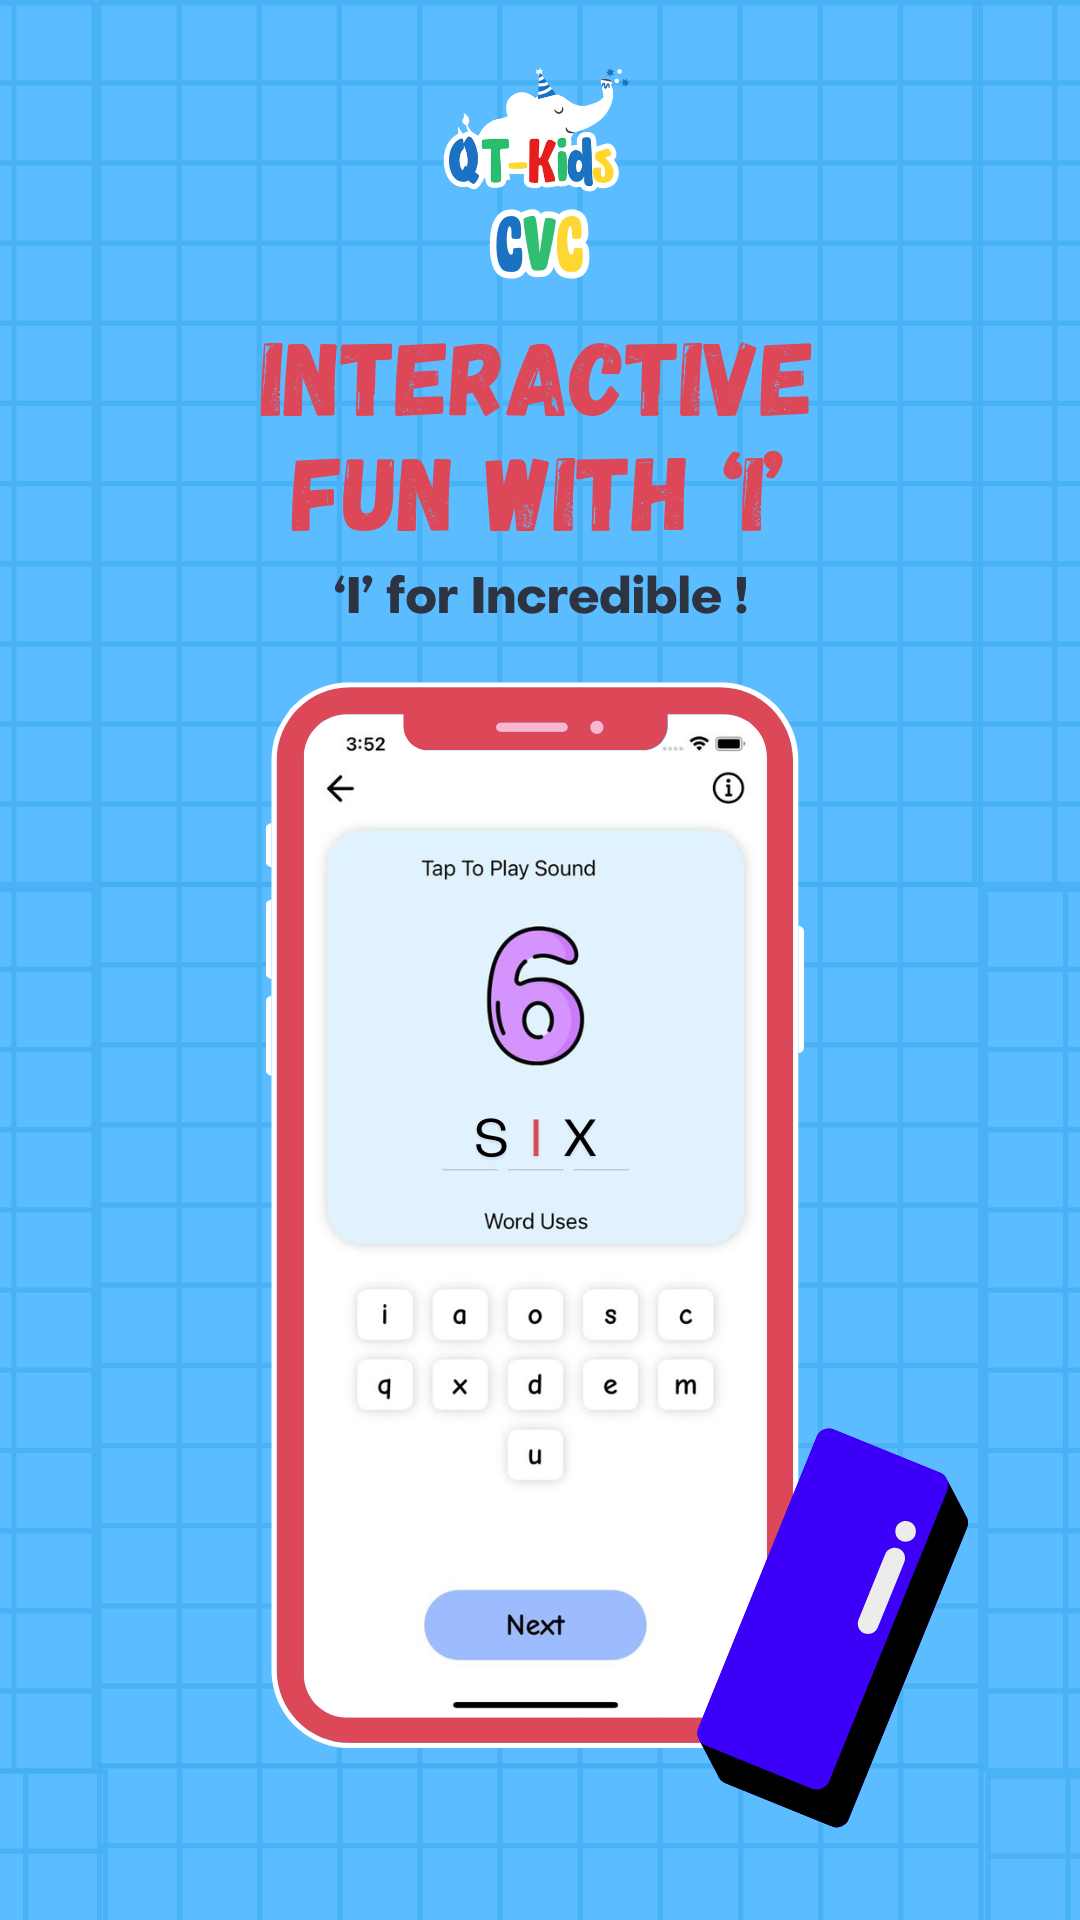 QT-Kids
CVC
INTERACTIVE
FUN WITH ‘I’
‘I’ for Incredible !
3:52
Tap To Play Sound
6
S I X
Word Uses
i a o s c
q x d e m
u
Next